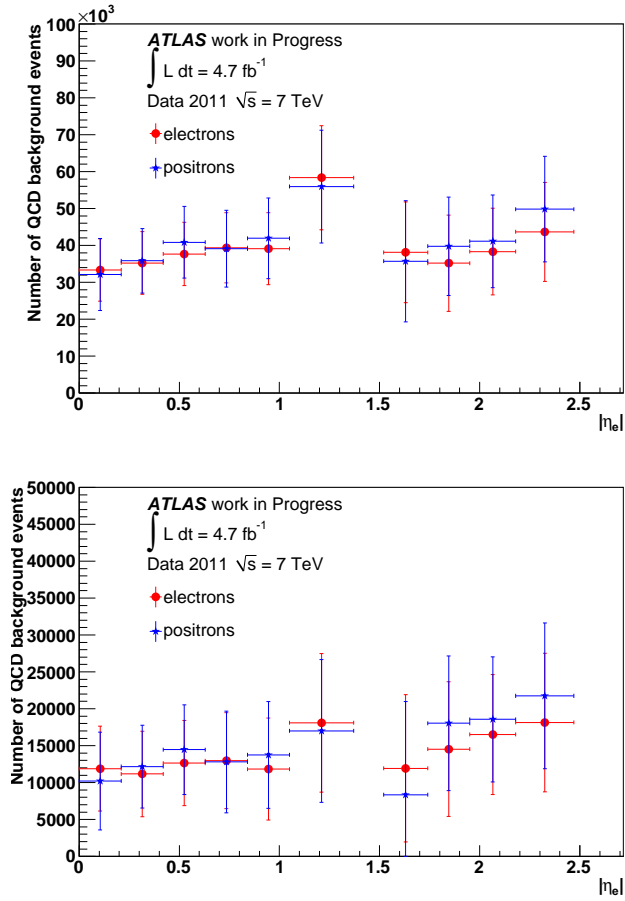 ×10³
100
90
80
70
60
50
40
30
20
10
0
Number of QCD background events
ATLAS work in Progress
∫ L dt = 4.7 fb⁻¹
Data 2011 √s = 7 TeV
electrons
positrons
0 0.5 1 1.5 2 2.5
|ηₑ|
50000
45000
40000
35000
30000
25000
20000
15000
10000
5000
0
Number of QCD background events
ATLAS work in Progress
∫ L dt = 4.7 fb⁻¹
Data 2011 √s = 7 TeV
electrons
positrons
0 0.5 1 1.5 2 2.5
|ηₑ|